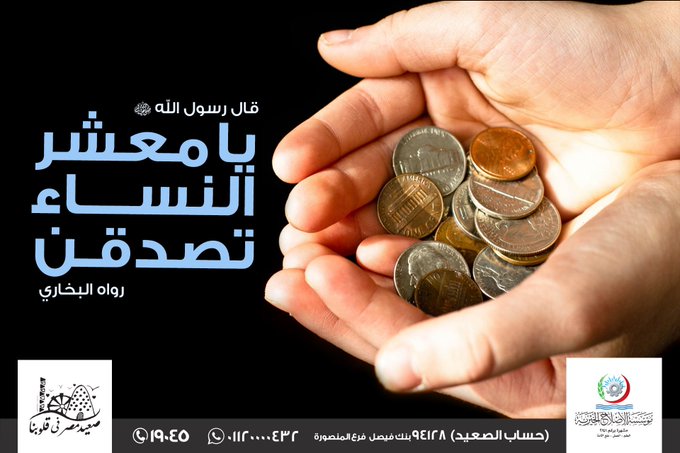 قال رسول الله ﷺ
يا معشر
النساء
تصدقن
رواه البخاري
صعيد مصر في قلوبنا
مؤسسة الإصلاح الخيرية
(حساب الصعيد) ٩٤١٢٨ بنك فيصل فرع المنصورة
٠١١٢٠٠٠٠٤٣٢
١٩٠٤٥